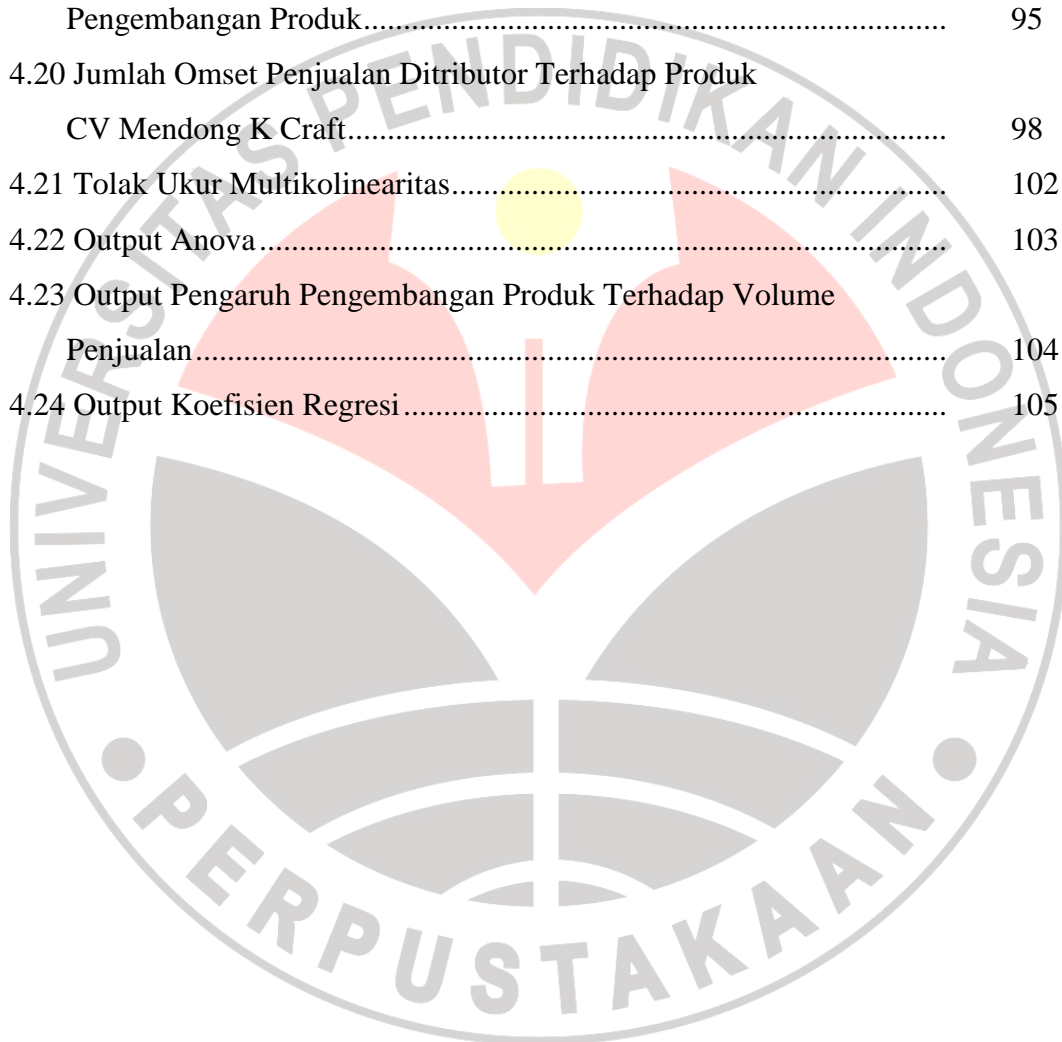 Pengembangan Produk.................................................................................... 95
4.20 Jumlah Omset Penjualan Ditributor Terhadap Produk
CV Mendong K Craft....................................................................................... 98
4.21 Tolak Ukur Multikolinearitas........................................................................ 102
4.22 Output Anova................................................................................................. 103
4.23 Output Pengaruh Pengembangan Produk Terhadap Volume
Penjualan......................................................................................................... 104
4.24 Output Koefisien Regresi............................................................................... 105
UNIVERSITAS PENDIDIKAN INDONESIA
PERPUSTAKAAN